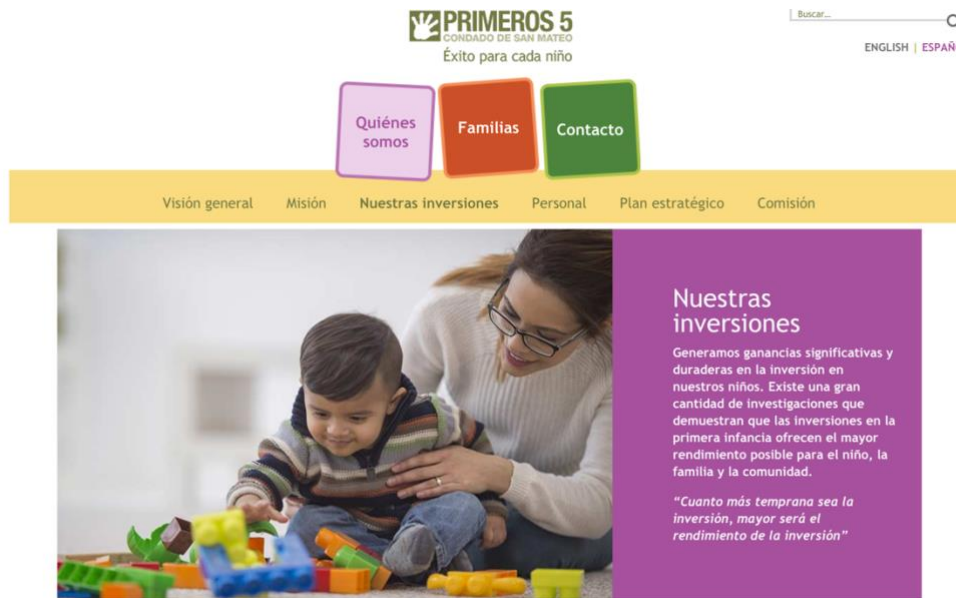 PRIMEROS 5
CONDADO DE SAN MATEO
Éxito para cada niño
Buscar...
ENGLISH | ESPAÑ
Quiénes
somos
Familias
Contacto
Visión general Misión Nuestras inversiones Personal Plan estratégico Comisión
Nuestras
inversiones
Generamos ganancias significativas y
duraderas en la inversión en
nuestros niños. Existe una gran
cantidad de investigaciones que
demuestran que las inversiones en la
primera infancia ofrecen el mayor
rendimiento posible para el niño, la
familia y la comunidad.
“Cuanto más temprana sea la
inversión, mayor será el
rendimiento de la inversión”